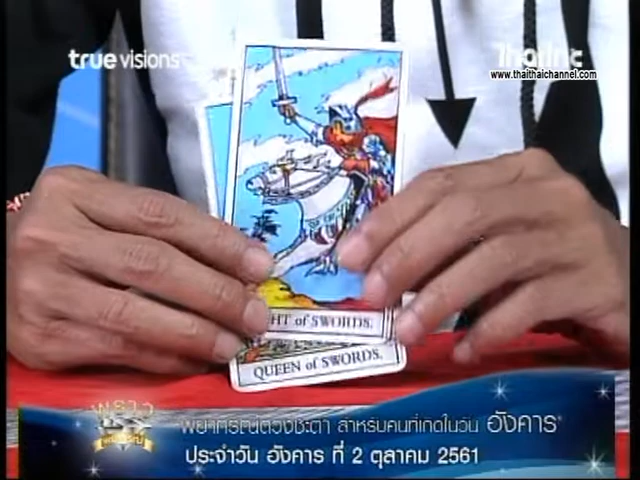 true visions
www.thaithaichannel.com
HT of SWORDS.
QUEEN of SWORDS.
พยากรณ์ดวงชะตา สำหรับคนที่เกิดในวัน อังคาร
ประจำวัน อังคาร ที่ 2 ตุลาคม 2561